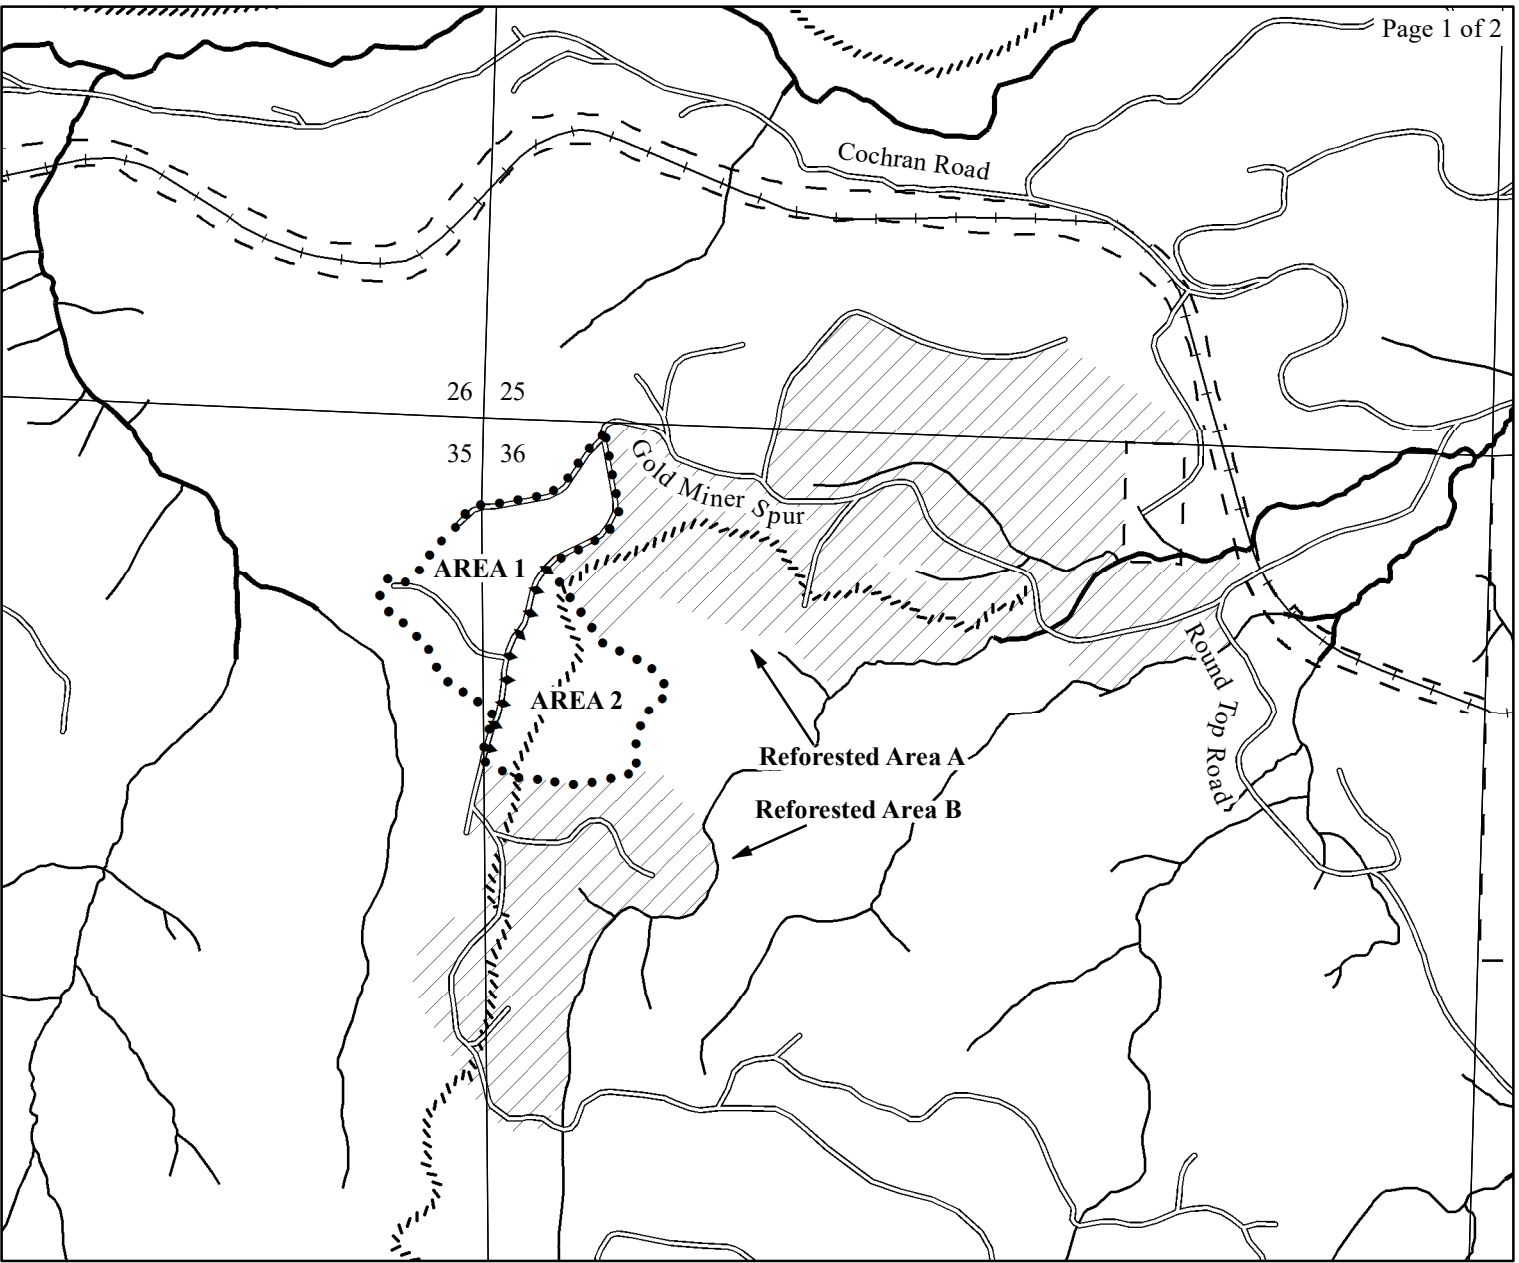 Page 1 of 2
Cochran Road
26 25
35 36
Gold Miner Spur
AREA 1
AREA 2
Round Top Road
Reforested Area A
Reforested Area B